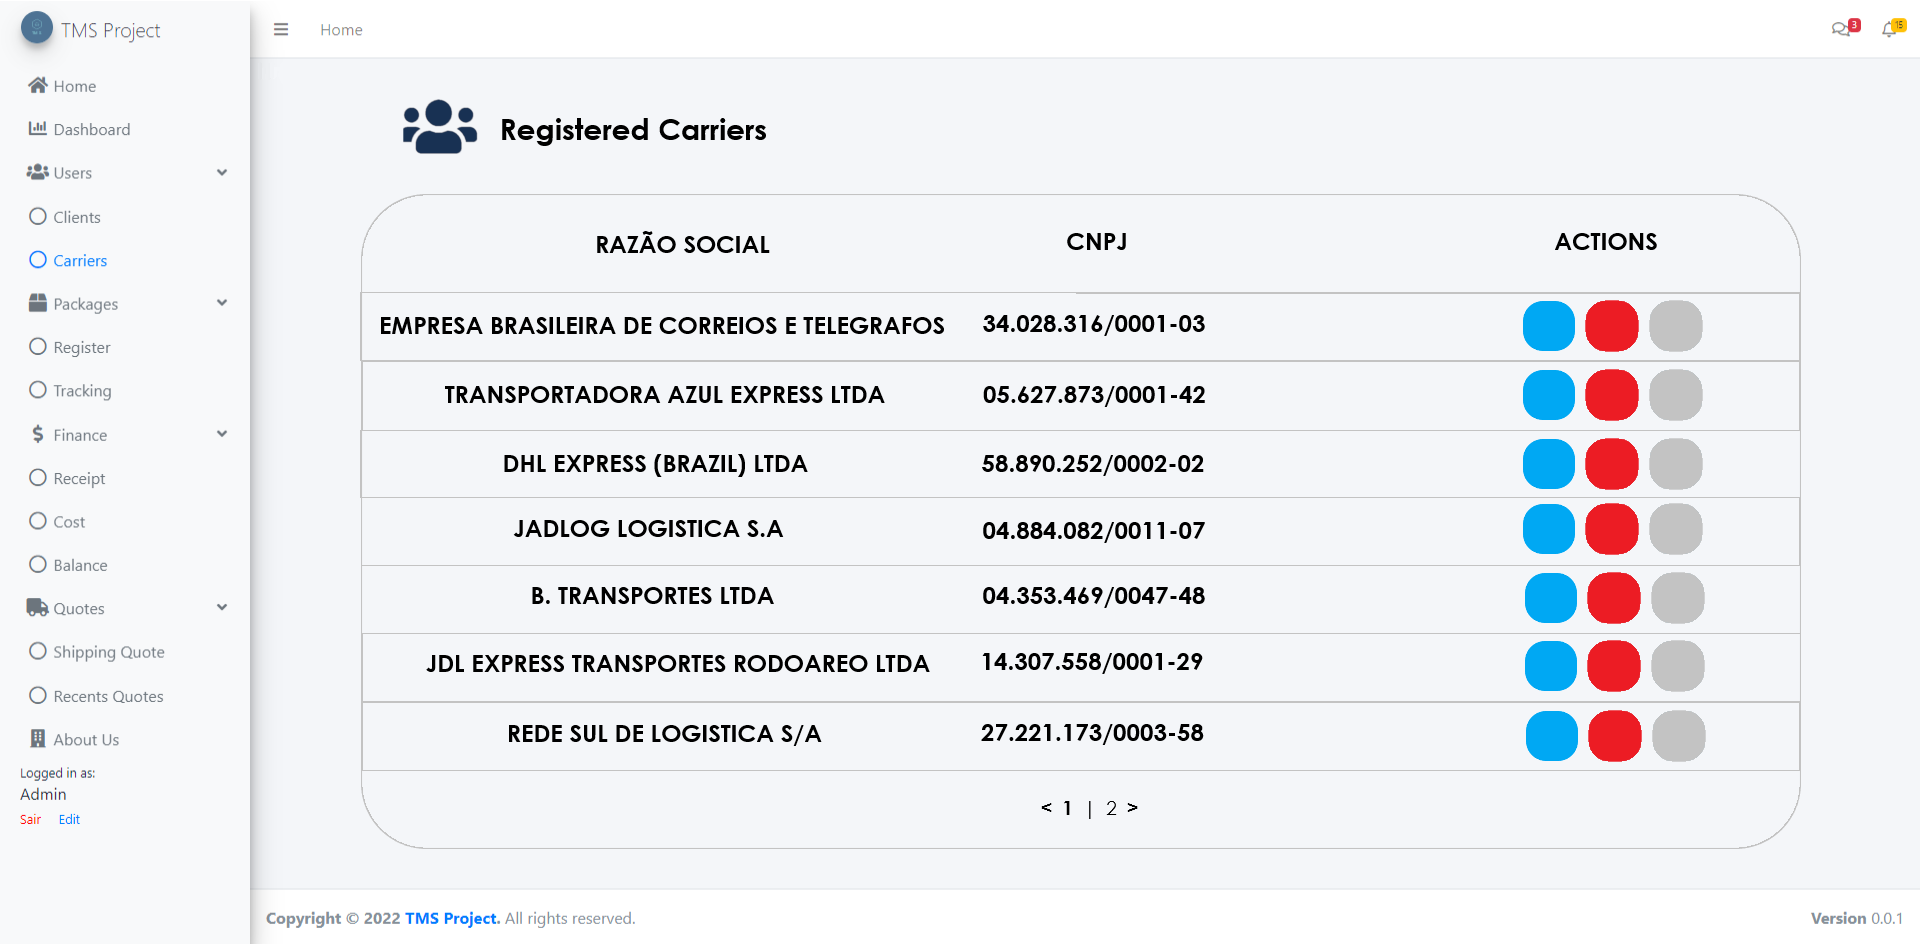 TMS Project
Home
Dashboard
Users
Clients
Carriers
Packages
Register
Tracking
Finance
Receipt
Cost
Balance
Quotes
Shipping Quote
Recents Quotes
About Us
Logged in as:
Admin
Sair Edit
Home
3
15
Registered Carriers
RAZÃO SOCIAL CNPJ ACTIONS
EMPRESA BRASILEIRA DE CORREIOS E TELEGRAFOS 34.028.316/0001-03
TRANSPORTADORA AZUL EXPRESS LTDA 05.627.873/0001-42
DHL EXPRESS (BRAZIL) LTDA 58.890.252/0002-02
JADLOG LOGISTICA S.A 04.884.082/0011-07
B. TRANSPORTES LTDA 04.353.469/0047-48
JDL EXPRESS TRANSPORTES RODOAREO LTDA 14.307.558/0001-29
REDE SUL DE LOGISTICA S/A 27.221.173/0003-58
< 1 | 2 >
Copyright © 2022 TMS Project. All rights reserved.
Version 0.0.1